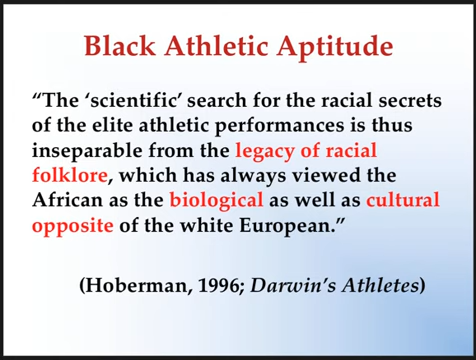 Black Athletic Aptitude
“The ‘scientific’ search for the racial secrets
of the elite athletic performances is thus
inseparable from the legacy of racial
folklore, which has always viewed the
African as the biological as well as cultural
opposite of the white European.”
(Hoberman, 1996; Darwin’s Athletes)